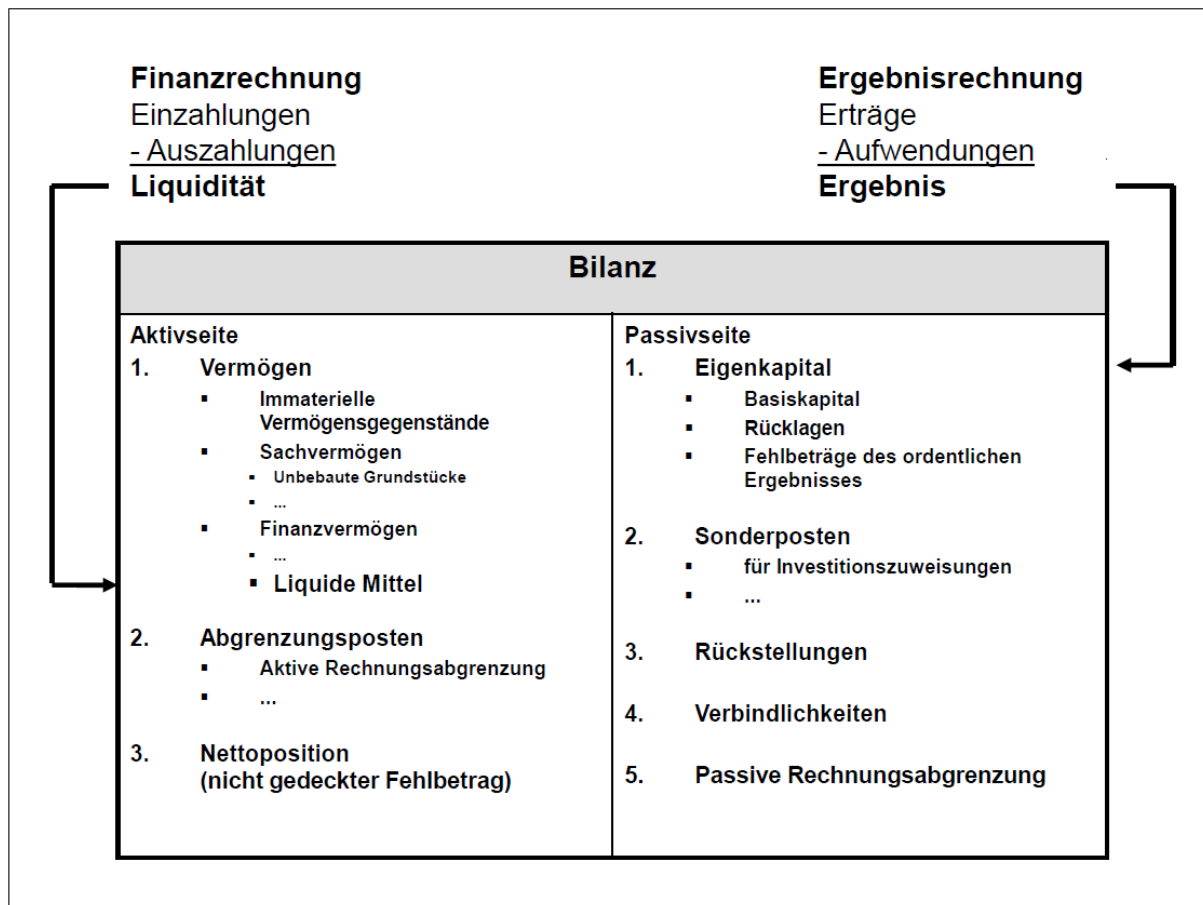 Finanzrechnung
Einzahlungen
- Auszahlungen
Liquidität
Ergebnisrechnung
Erträge
- Aufwendungen
Ergebnis
Bilanz
Aktivseite
1. Vermögen
▪ Immaterielle
Vermögensgegenstände
▪ Sachvermögen
▪ Unbebaute Grundstücke
▪ ...
▪ Finanzvermögen
▪ ...
▪ Liquide Mittel
2. Abgrenzungsposten
▪ Aktive Rechnungsabgrenzung
▪ ...
3. Nettoposition
(nicht gedeckter Fehlbetrag)
Passivseite
1. Eigenkapital
▪ Basiskapital
▪ Rücklagen
▪ Fehlbeträge des ordentlichen
Ergebnisses
2. Sonderposten
▪ für Investitionszuweisungen
▪ ...
3. Rückstellungen
4. Verbindlichkeiten
5. Passive Rechnungsabgrenzung